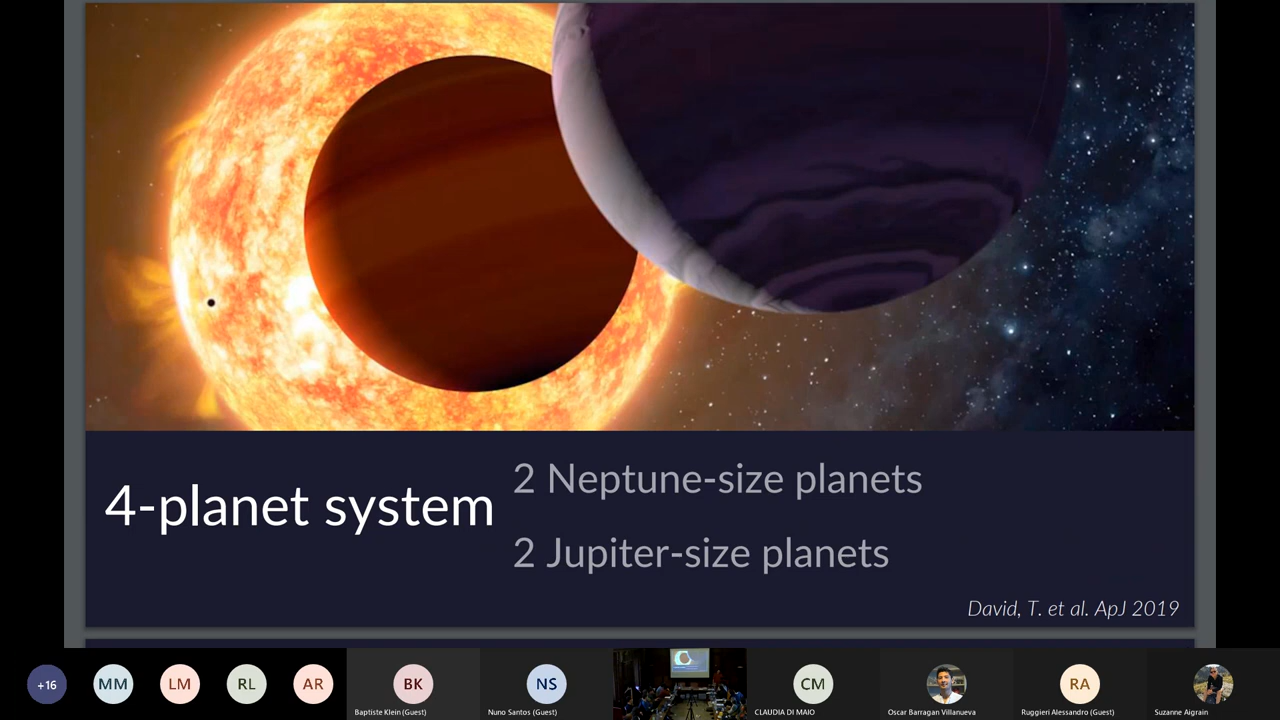 4-planet system
2 Neptune-size planets
2 Jupiter-size planets
David, T. et al. ApJ 2019
+16
MM
LM
RL
AR
BK
Baptiste Klein (Guest)
NS
Nuno Santos (Guest)
CM
CLAUDIA DI MAIO
Oscar Barragan Villanueva
RA
Ruggieri Alessandro (Guest)
Suzanne Aigrain